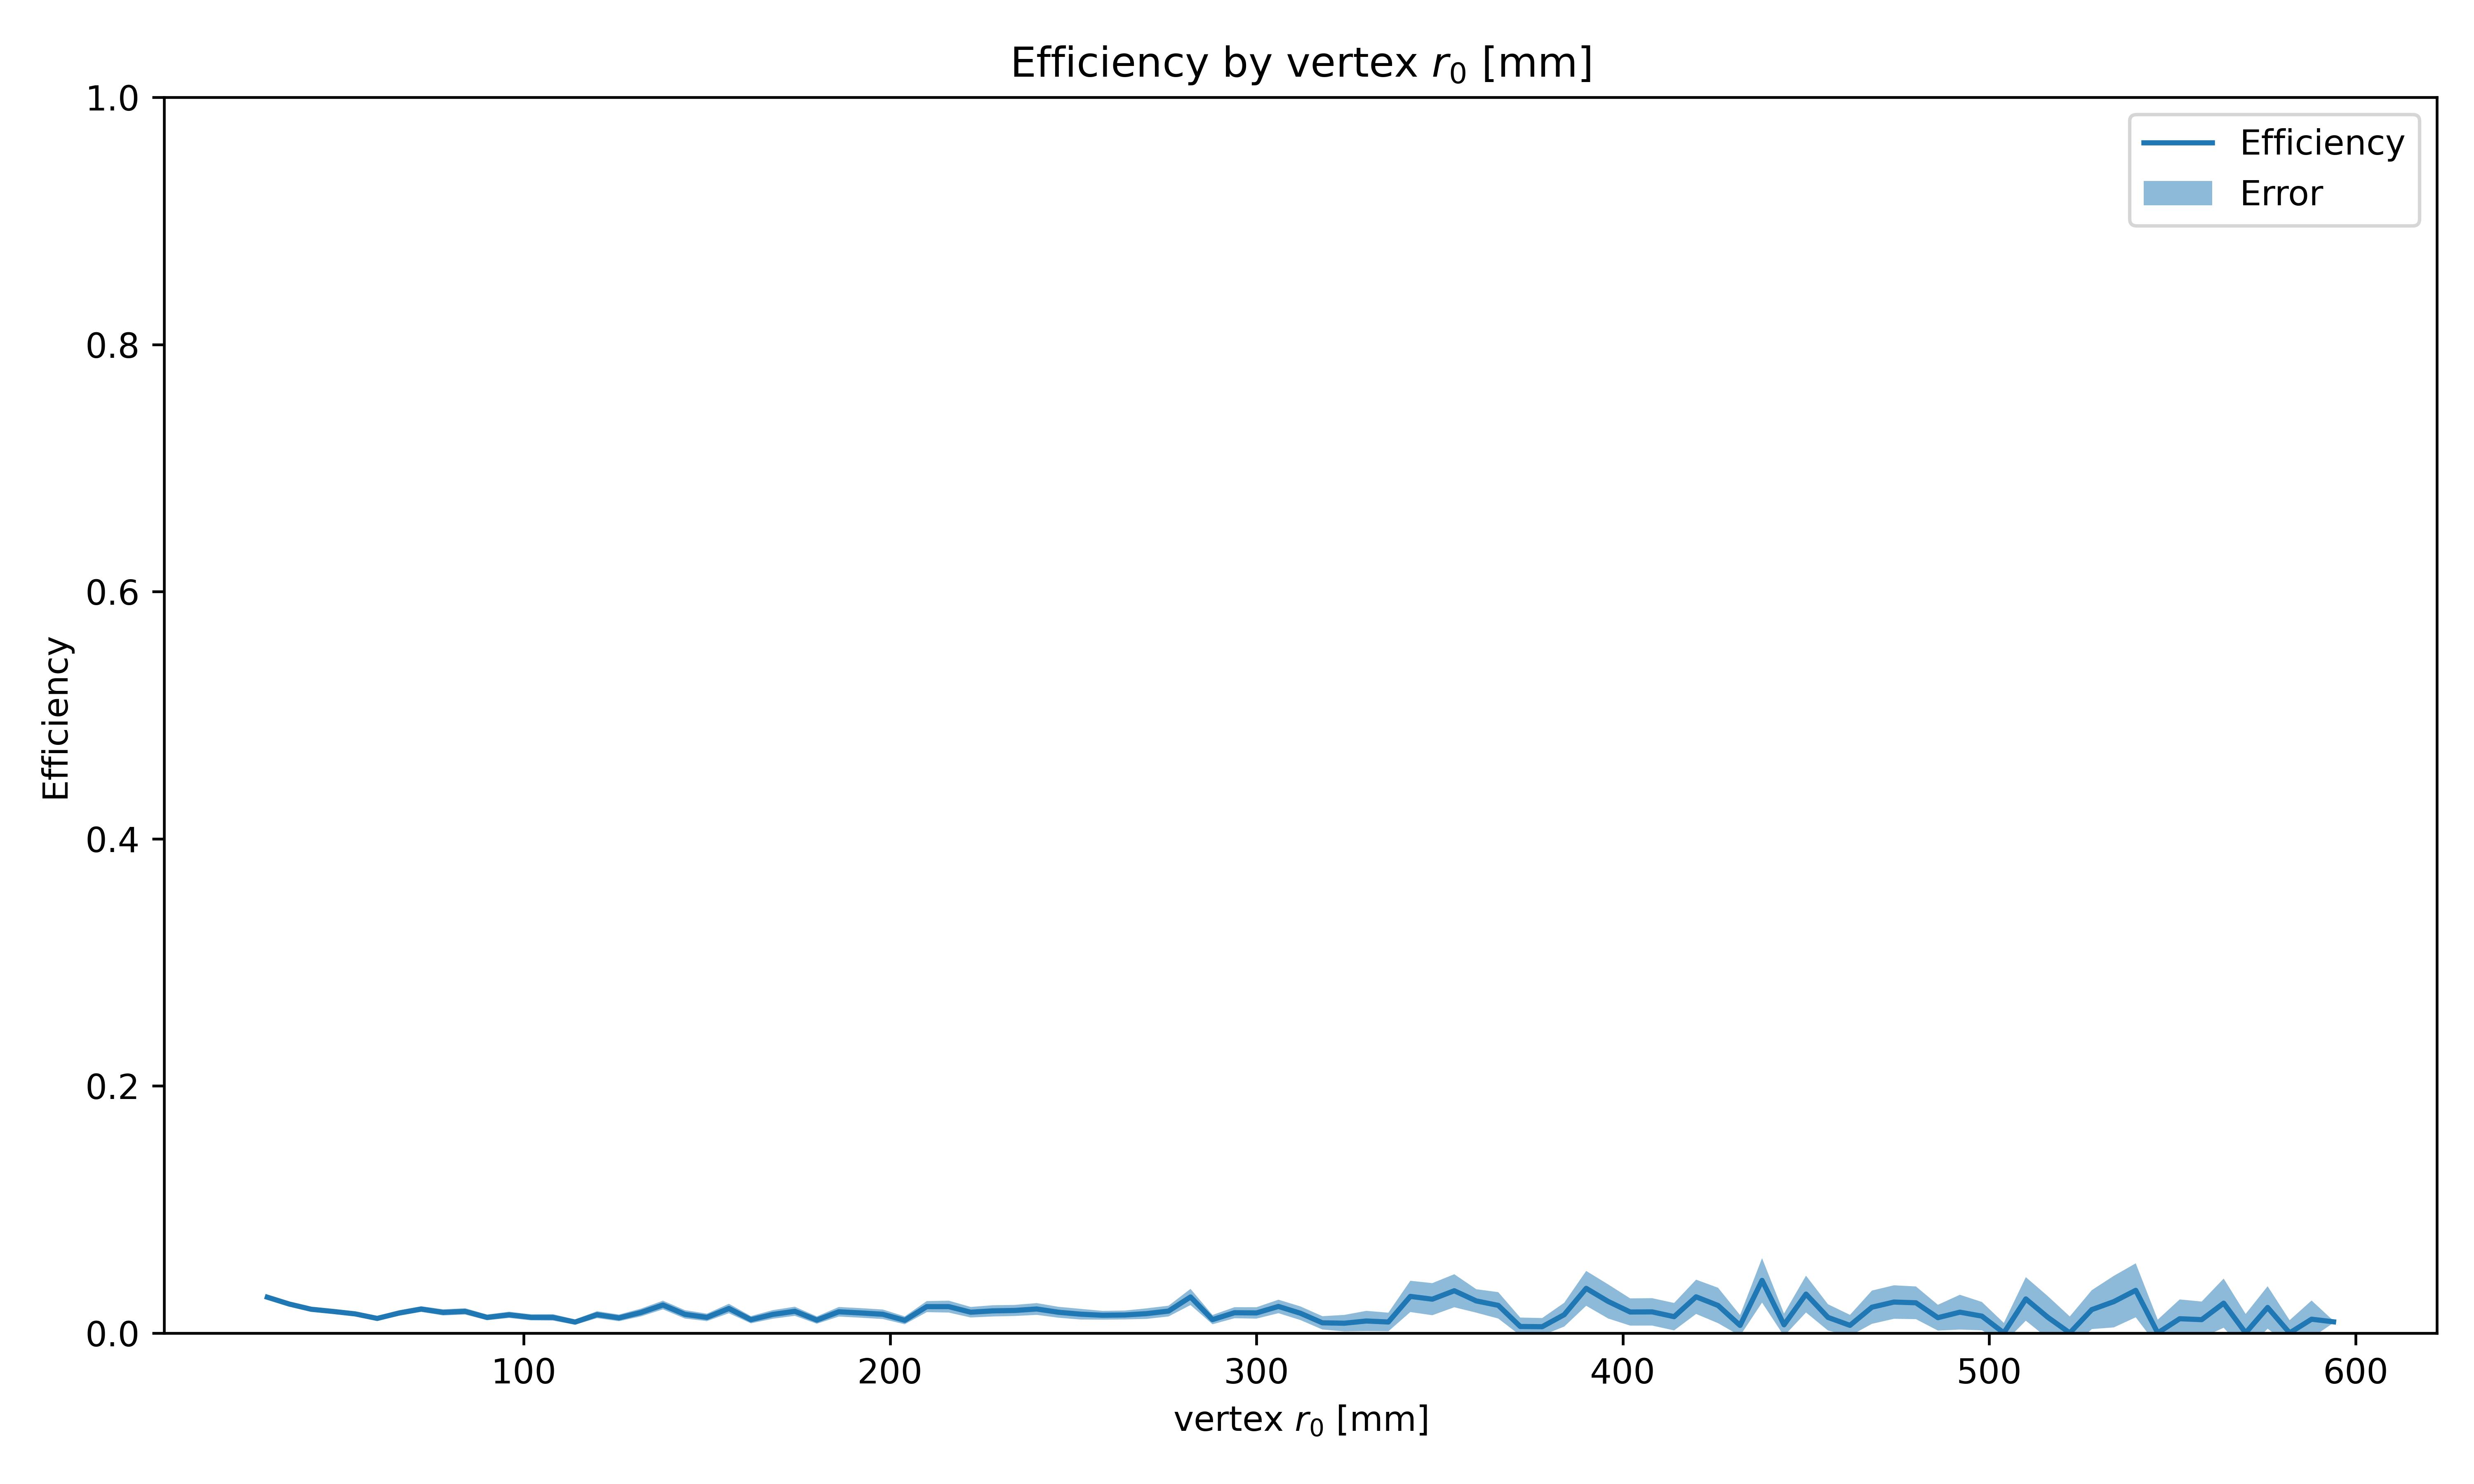 Efficiency by vertex r₀ [mm]
1.0
0.8
0.6
0.4
0.2
0.0
Efficiency
Efficiency
Error
100 200 300 400 500 600
vertex r₀ [mm]